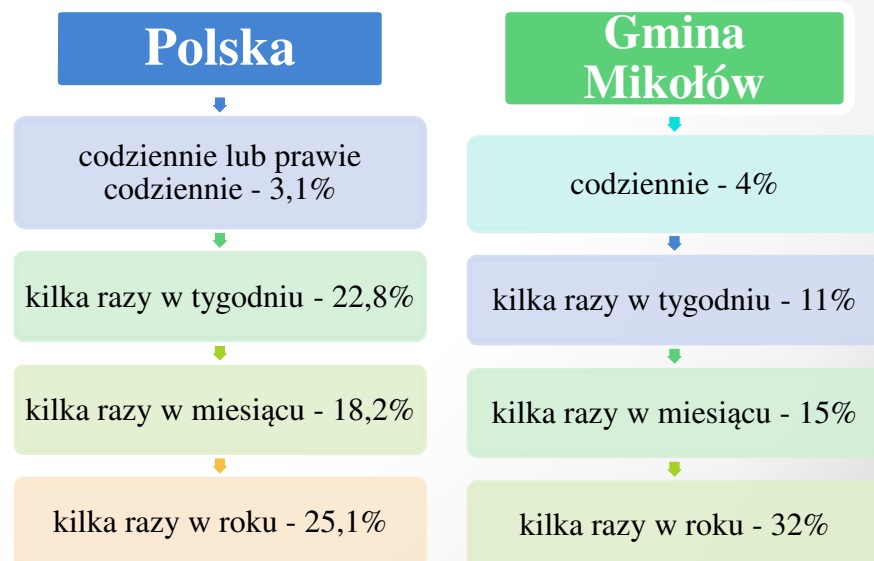 Polska
codziennie lub prawie
codziennie - 3,1%
kilka razy w tygodniu - 22,8%
kilka razy w miesiącu - 18,2%
kilka razy w roku - 25,1%
Gmina
Mikołów
codziennie - 4%
kilka razy w tygodniu - 11%
kilka razy w miesiącu - 15%
kilka razy w roku - 32%